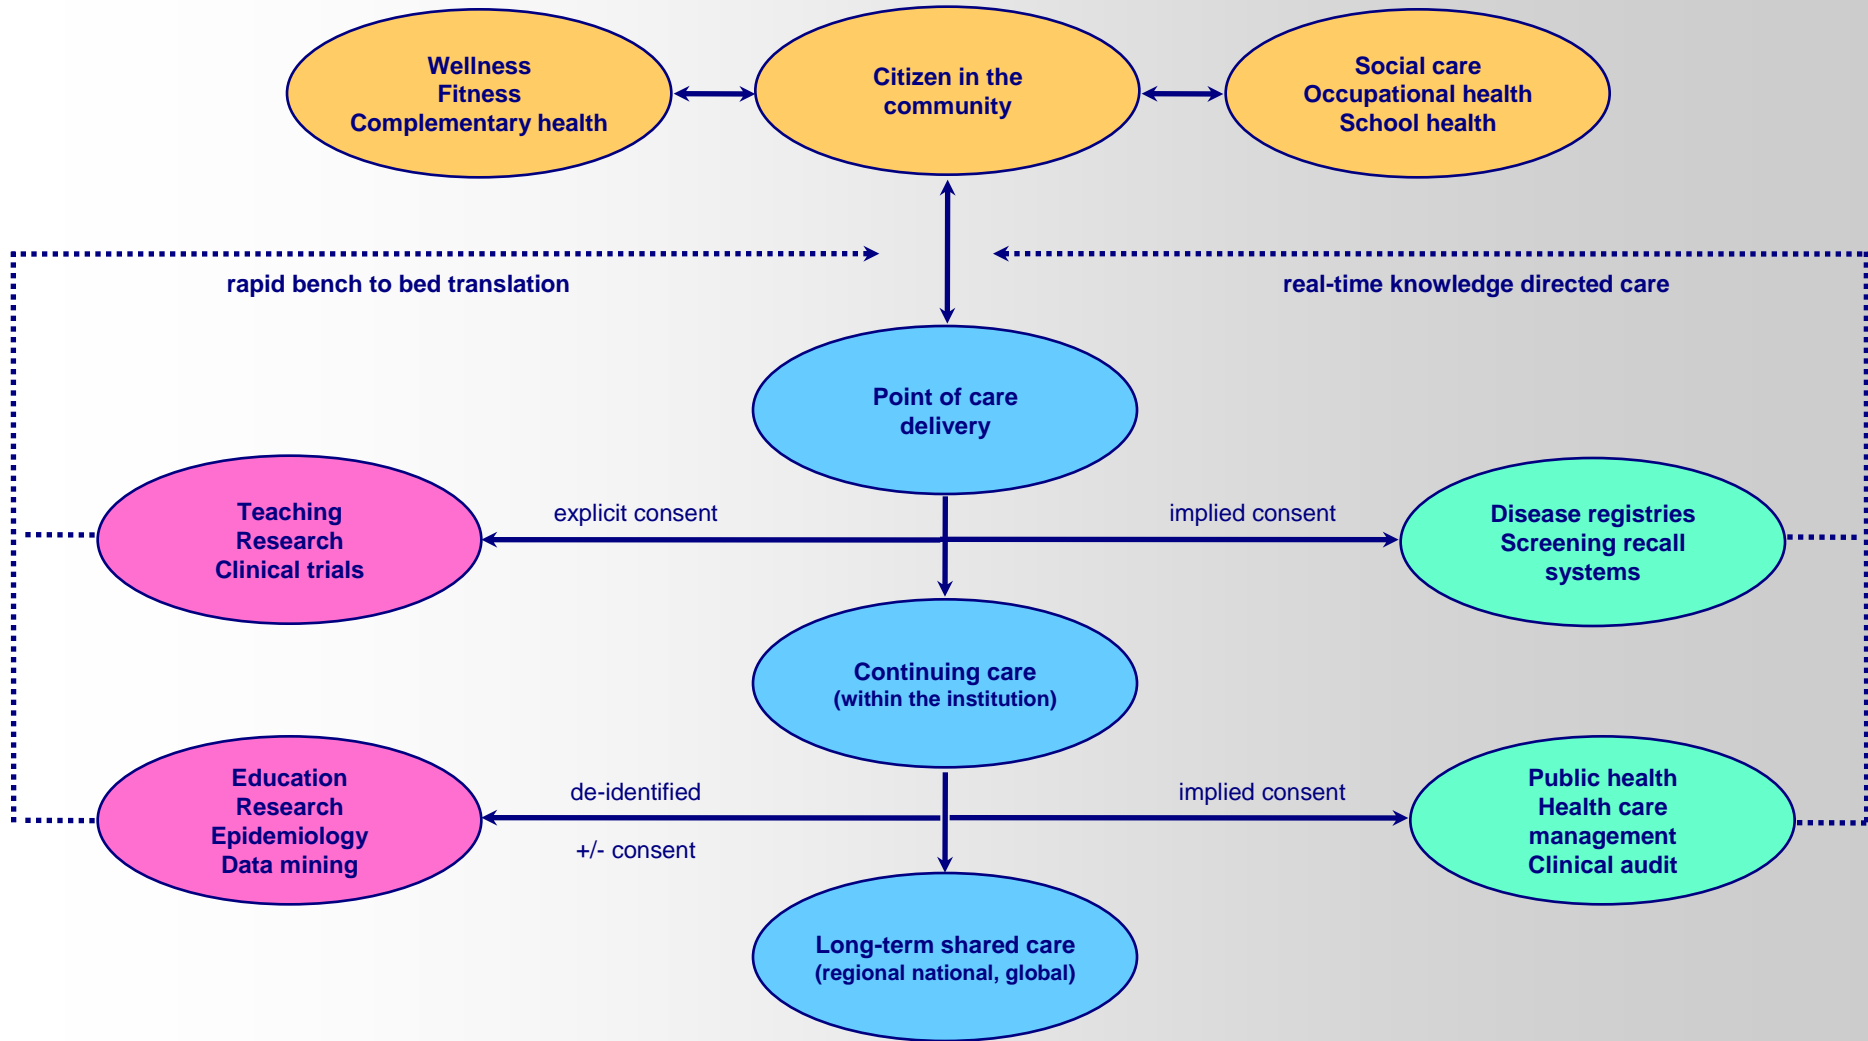 Wellness
Fitness
Complementary health
Citizen in the
community
Social care
Occupational health
School health
rapid bench to bed translation
real-time knowledge directed care
Point of care
delivery
Teaching
Research
Clinical trials
explicit consent
implied consent
Disease registries
Screening recall
systems
Continuing care
(within the institution)
Education
Research
Epidemiology
Data mining
de-identified
+/- consent
implied consent
Public health
Health care
management
Clinical audit
Long-term shared care
(regional national, global)